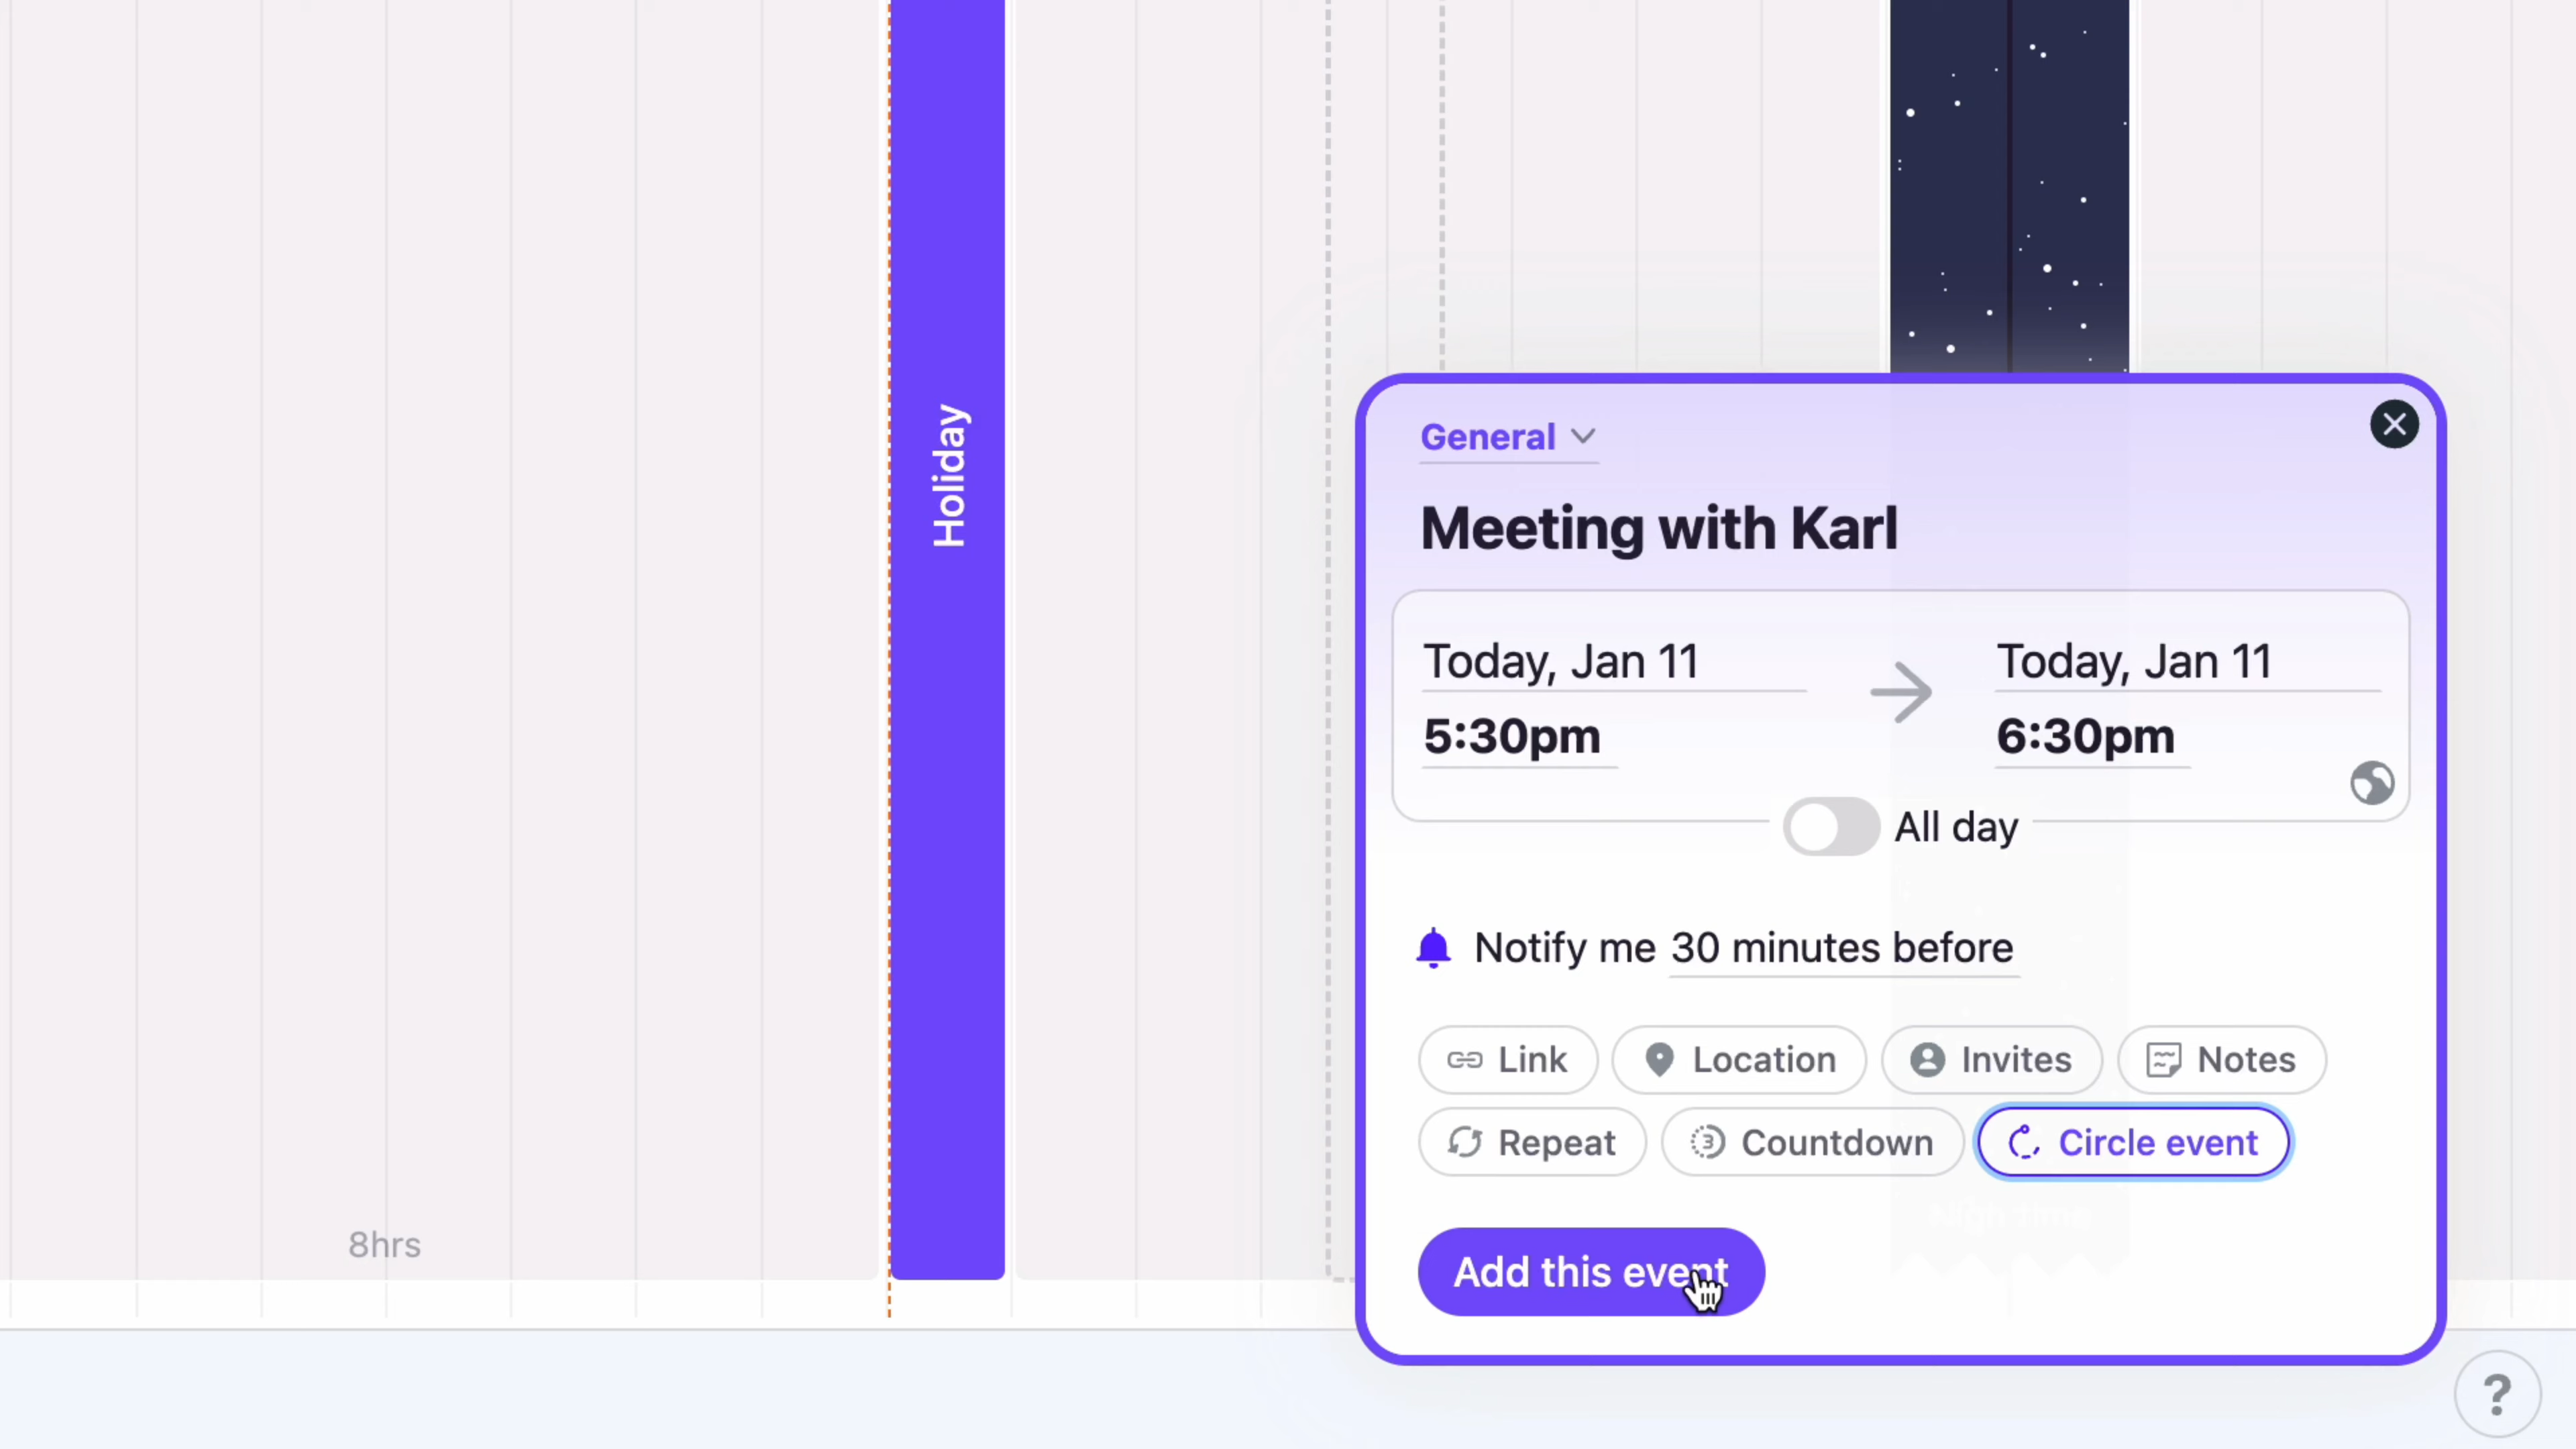 Holiday
8hrs
General
Meeting with Karl
Today, Jan 11
5:30pm
Today, Jan 11
6:30pm
All day
Notify me 30 minutes before
Link
Location
Invites
Notes
Repeat
3
Countdown
Circle event
Add this event
?